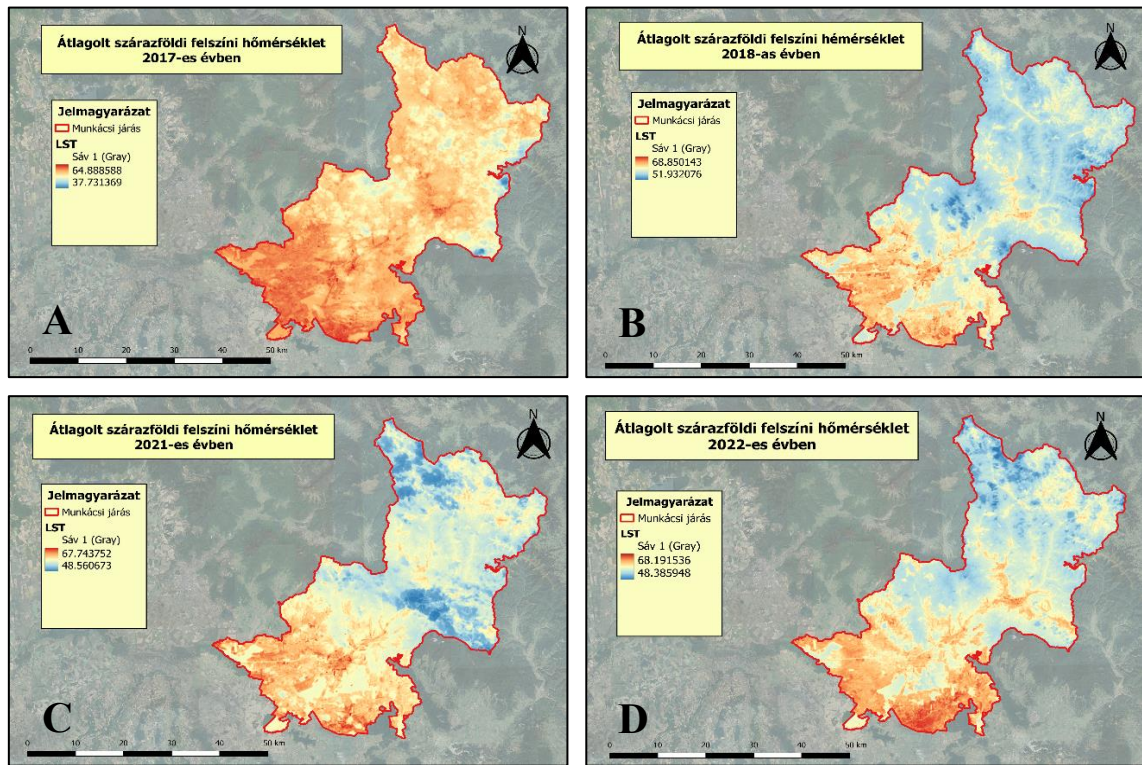 Átlagolt szárazföldi felszíni hőmérséklet
2017-es évben
N
Jelmagyarázat
Munkácsi járás
LST
Sáv 1 (Gray)
64.888588
37.731369
A
0 10 20 30 40 50 km
Átlagolt szárazföldi felszíni hémérséklet
2018-as évben
N
Jelmagyarázat
Munkácsi járás
LST
Sáv 1 (Gray)
68.850143
51.932076
B
0 10 20 30 40 50 km
Átlagolt szárazföldi felszíni hőmérséklet
2021-es évben
N
Jelmagyarázat
Munkácsi járás
LST
Sáv 1 (Gray)
67.743752
48.560673
C
0 10 20 30 40 50 km
Átlagolt szárazföldi felszíni hőmérséklet
2022-es évben
N
Jelmagyarázat
Munkácsi járás
LST
Sáv 1 (Gray)
68.191536
48.385948
D
0 10 20 30 40 50 km